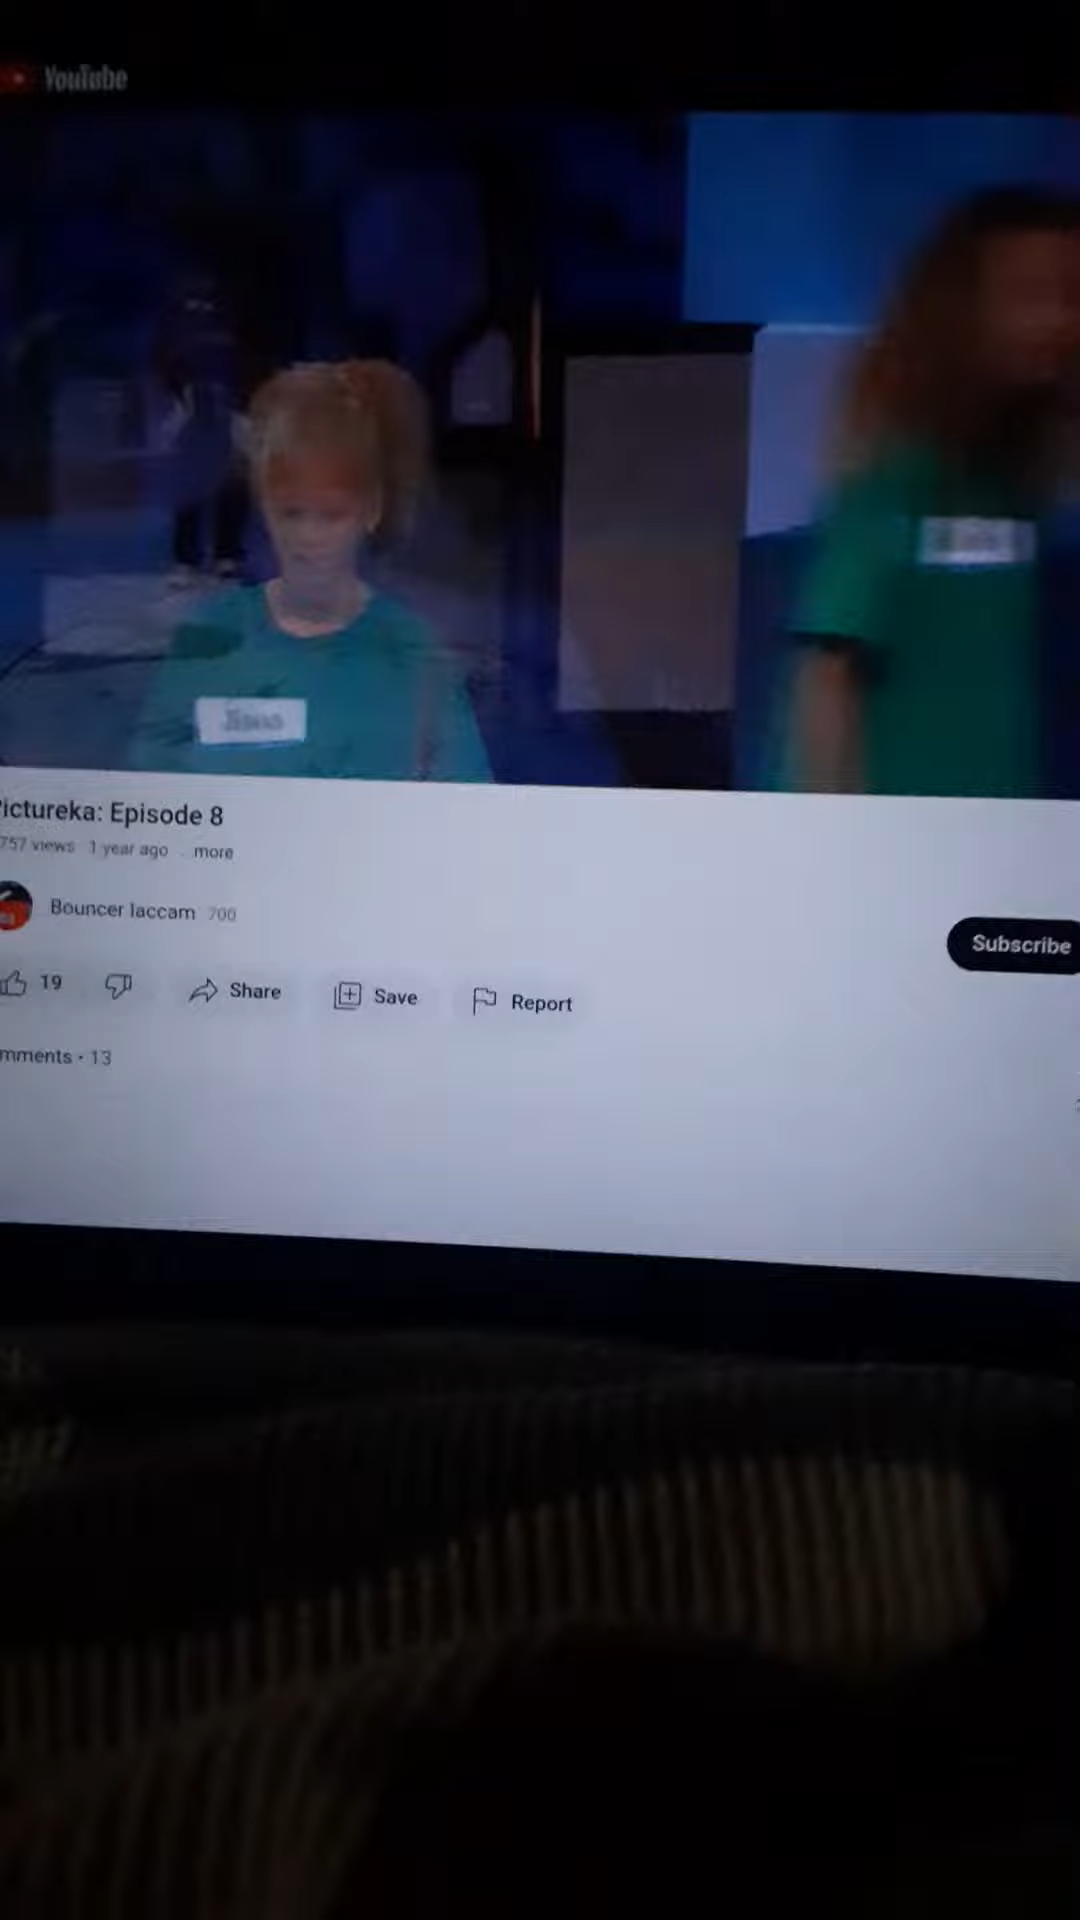 YouTube
ictureka: Episode 8
757 views 1 year ago ...more
Bouncer Iaccam 700
Subscribe
19
Share
Save
Report
mments • 13